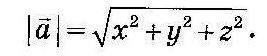 |a⃗| = √(x² + y² + z²).